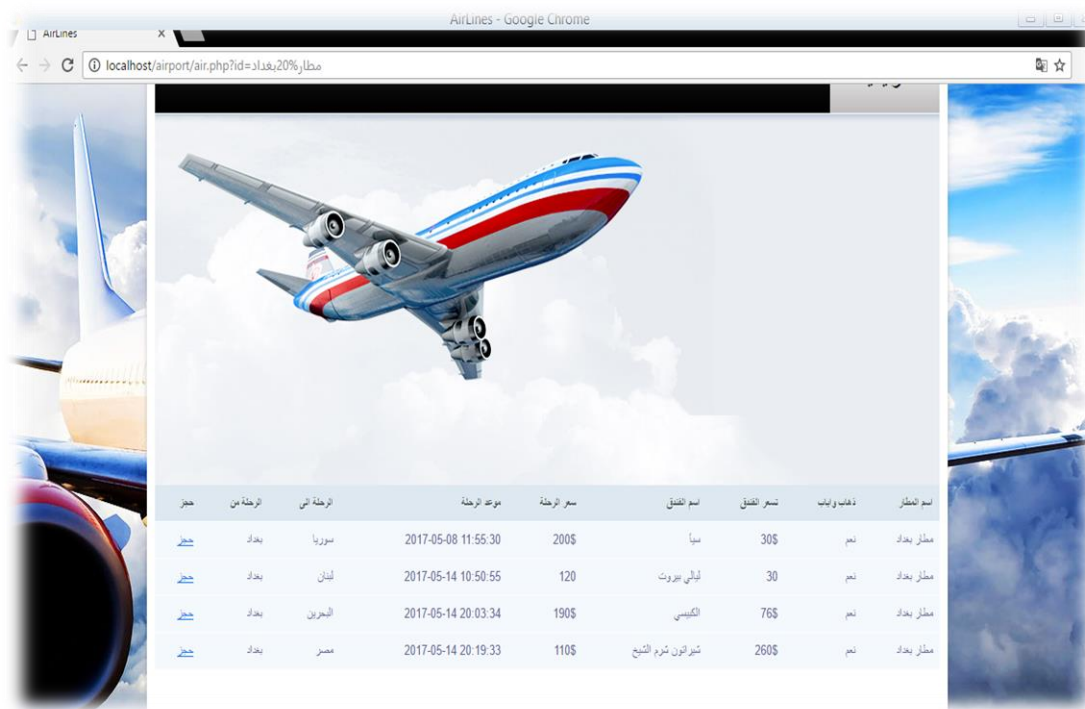 AirLines - Google Chrome
AirLines
localhost/airport/air.php?id=مطار%20بغداد
اسم المطار ذهاب واياب تسعر الفندق اسم الفندق سعر الرحلة موعد الرحلة الرحلة الى الرحلة من حجز
مطار بغداد نعم 30$ سيأ 200$ 2017-05-08 11:55:30 سوريا بغداد حجز
مطار بغداد نعم 30 ليالي بيروت 120 2017-05-14 10:50:55 لبنان بغداد حجز
مطار بغداد نعم 76$ الكبيسي 190$ 2017-05-14 20:03:34 البحرين بغداد حجز
مطار بغداد نعم 260$ شيراتون شرم الشيخ 110$ 2017-05-14 20:19:33 مصر بغداد حجز